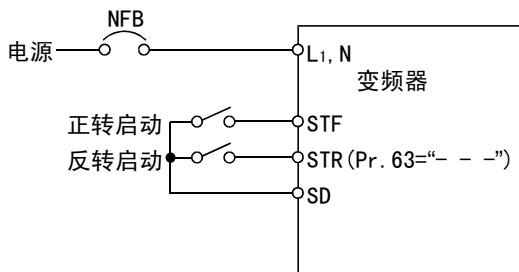 NFB
电源
L1, N
变频器
正转启动
STF
反转启动
STR(Pr. 63="- - -")
SD